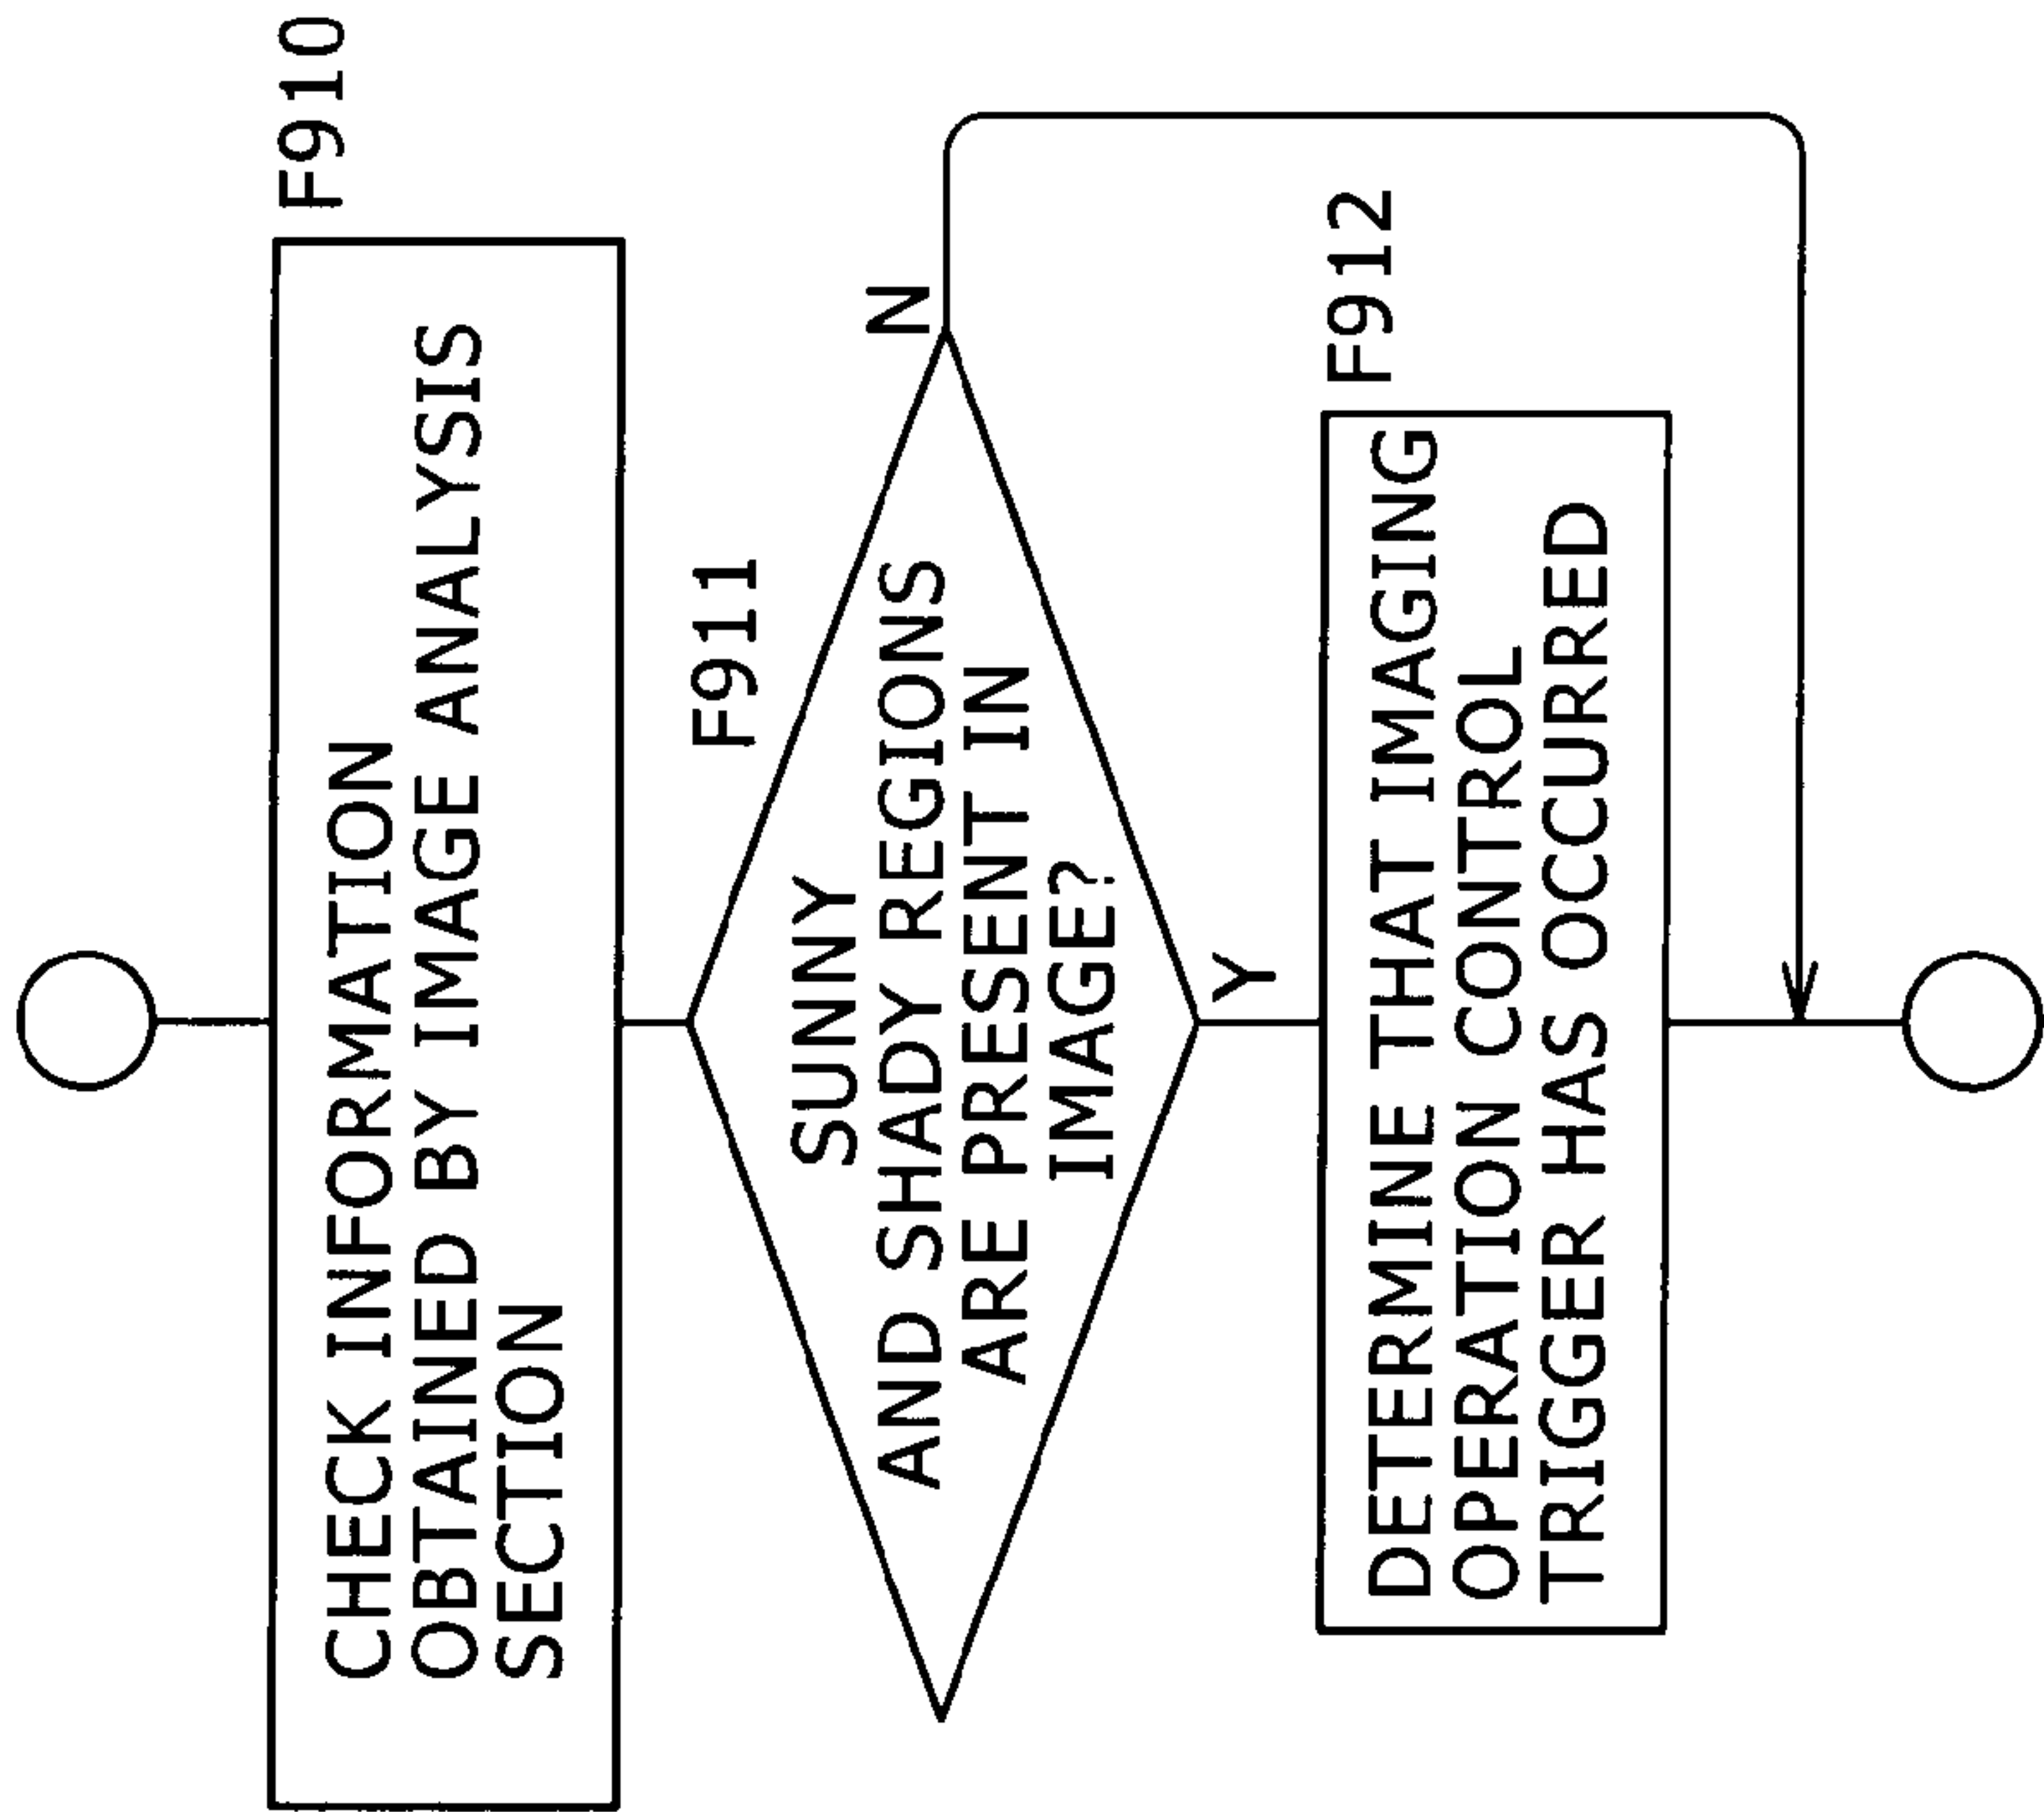 F910
CHECK INFORMATION
OBTAINED BY IMAGE ANALYSIS
SECTION
F911
SUNNY
AND SHADY REGIONS
ARE PRESENT IN
IMAGE?
N
Y
F912
DETERMINE THAT IMAGING
OPERATION CONTROL
TRIGGER HAS OCCURRED